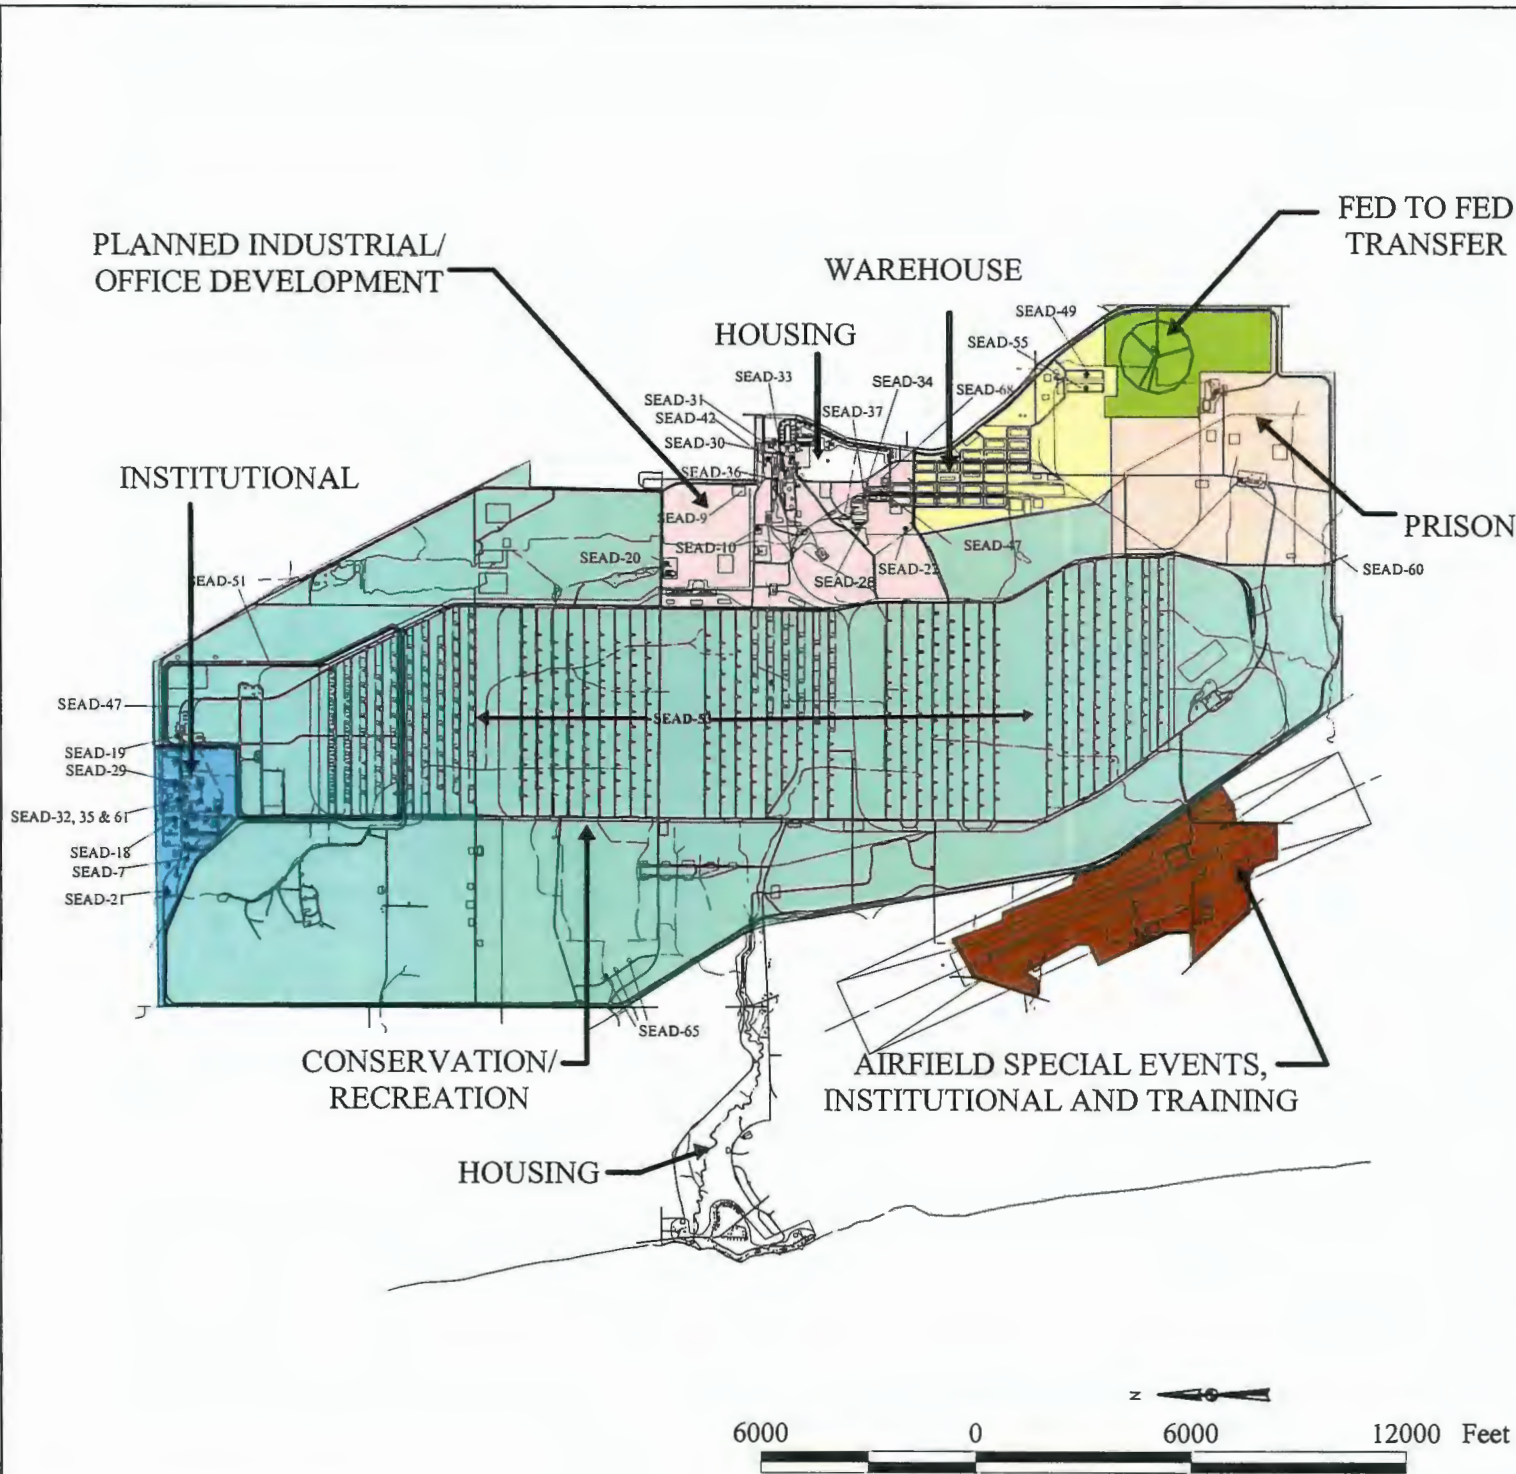 FED TO FED
TRANSFER
PLANNED INDUSTRIAL/
OFFICE DEVELOPMENT
WAREHOUSE
HOUSING
SEAD-49
SEAD-55
SEAD-33
SEAD-34
SEAD-68
SEAD-31
SEAD-42
SEAD-37
SEAD-30
SEAD-36
INSTITUTIONAL
SEAD-9
PRISON
SEAD-10
SEAD-47
SEAD-20
SEAD-28
SEAD-22
SEAD-60
SEAD-51
SEAD-47
SEAD-53
SEAD-19
SEAD-29
SEAD-32, 35 & 61
SEAD-18
SEAD-7
SEAD-21
SEAD-65
CONSERVATION/
RECREATION
AIRFIELD SPECIAL EVENTS,
INSTITUTIONAL AND TRAINING
HOUSING
N
6000 0 6000 12000 Feet